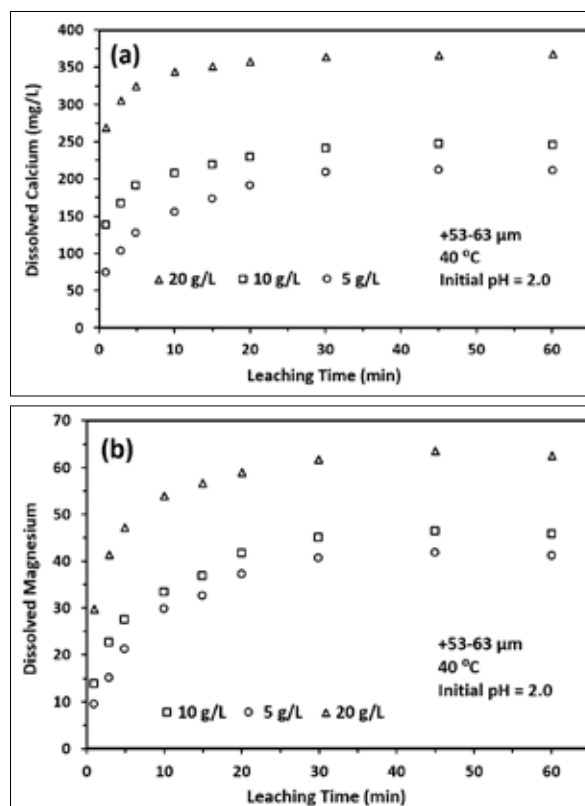 (a)
Dissolved Calcium (mg/L)
400
350
300
250
200
150
100
50
0
+53-63 µm
40 °C
Initial pH = 2.0
△ 20 g/L □ 10 g/L ○ 5 g/L
0 10 20 30 40 50 60
Leaching Time (min)
(b)
Dissolved Magnesium
70
60
50
40
30
20
10
0
+53-63 µm
40 °C
Initial pH = 2.0
□ 10 g/L ○ 5 g/L △ 20 g/L
0 10 20 30 40 50 60
Leaching Time (min)